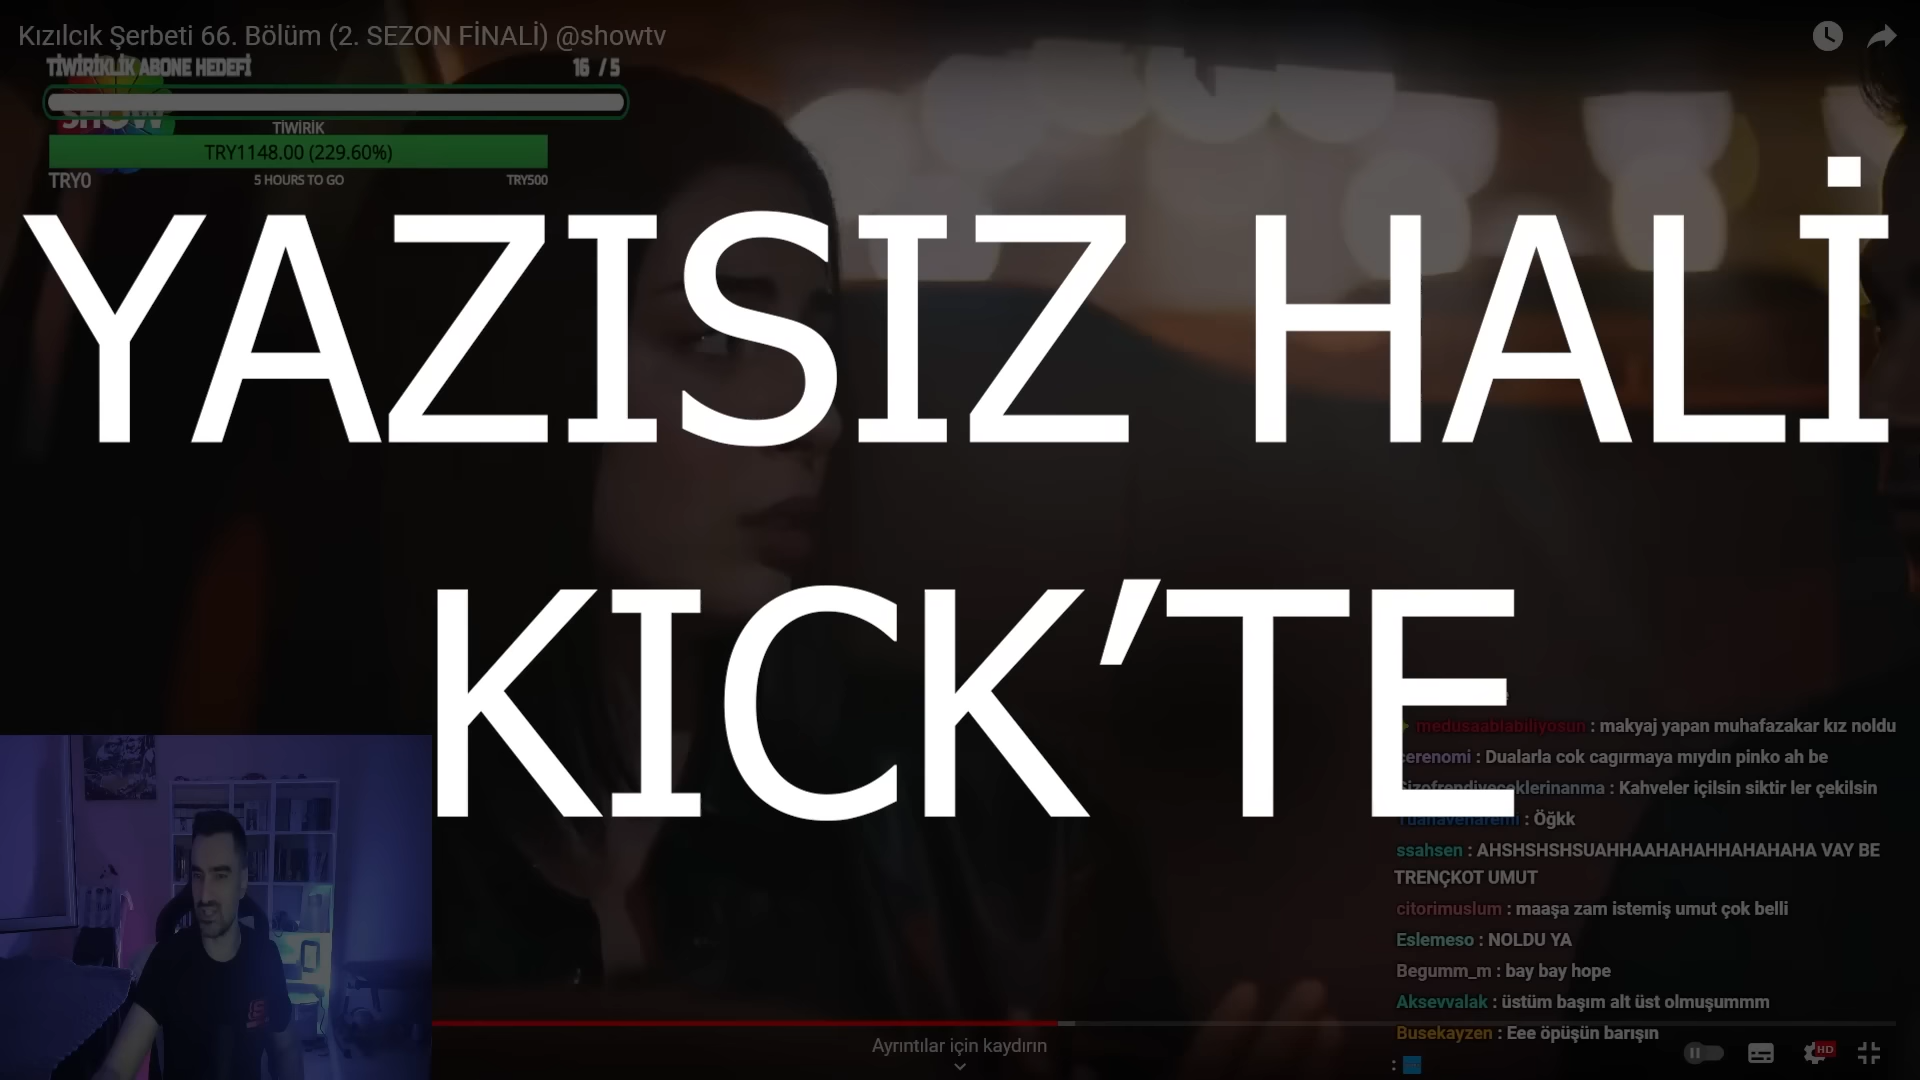 Kızılcık Şerbeti 66. Bölüm (2. SEZON FİNALİ) @showtv
TİWİRİKLİK ABONE HEDEFİ 16 / 5
SHOW
TİWİRİK
TRY1148.00 (229.60%)
TRY0 5 HOURS TO GO TRY500
YAZISIZ HALİ
KICK’TE
medusaablabiliyosun : makyaj yapan muhafazakar kız noldu
cerenomi : Dualarla cok cagırmaya mıydın pinko ah be
: Kahveler içilsin siktir ler çekilsin
: Öğkk
ssahsen : AHSHSHSHSUAHHAAHAHAHHAHAHAHA VAY BE
TRENÇKOT UMUT
citorimuslum : maaşa zam istemiş umut çok belli
Eslemeso : NOLDU YA
Begumm_m : bay bay hope
Aksevvalak : üstüm başım alt üst olmuşummm
Busekayzen : Eee öpüşün barışın
:
Ayrıntılar için kaydırın
HD